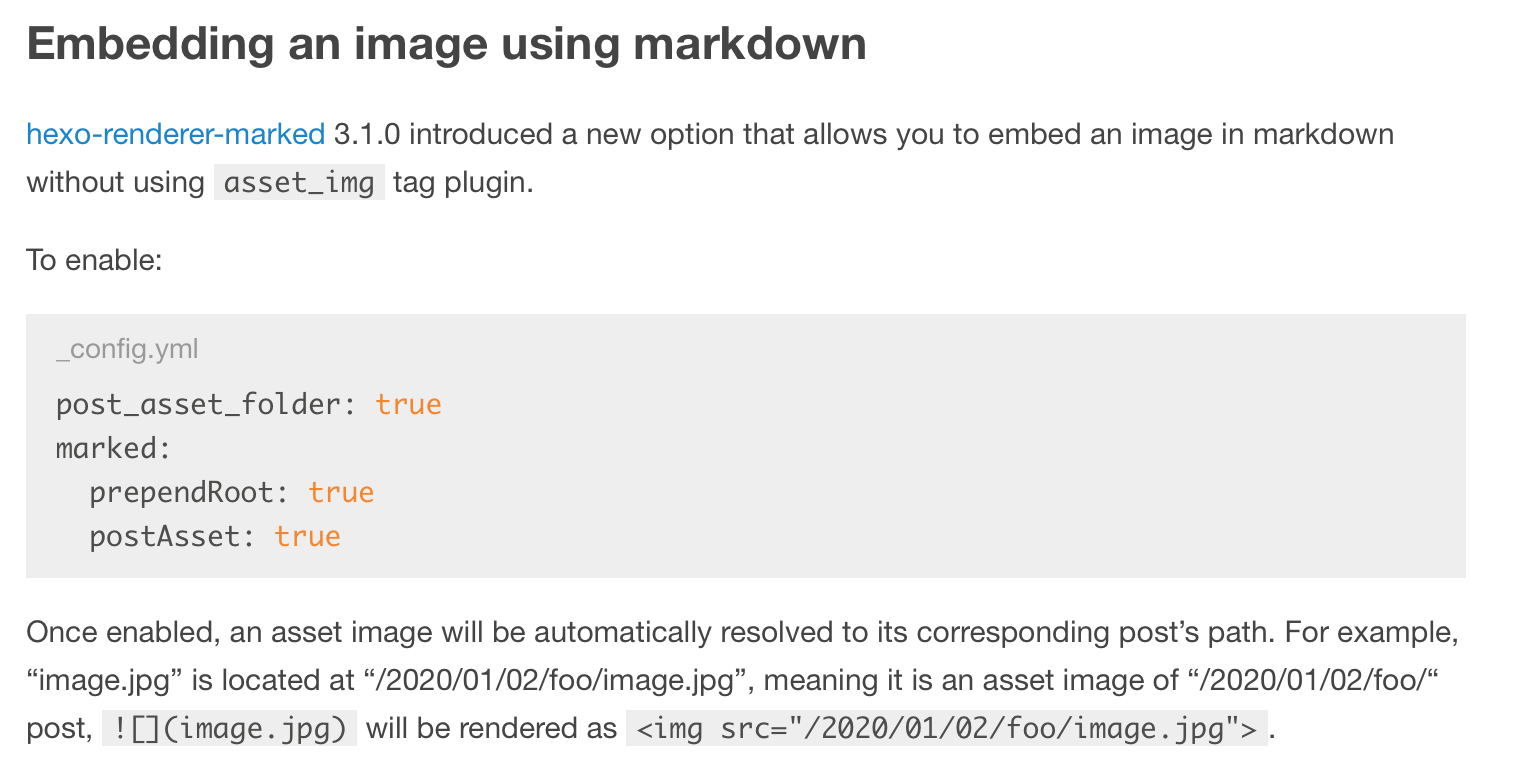 Embedding an image using markdown
hexo-renderer-marked 3.1.0 introduced a new option that allows you to embed an image in markdown
without using asset_img tag plugin.
To enable:
_config.yml
post_asset_folder: true
marked:
  prependRoot: true
  postAsset: true
Once enabled, an asset image will be automatically resolved to its corresponding post’s path. For example,
“image.jpg” is located at “/2020/01/02/foo/image.jpg”, meaning it is an asset image of “/2020/01/02/foo/“
post, ![](image.jpg) will be rendered as <img src="/2020/01/02/foo/image.jpg">.